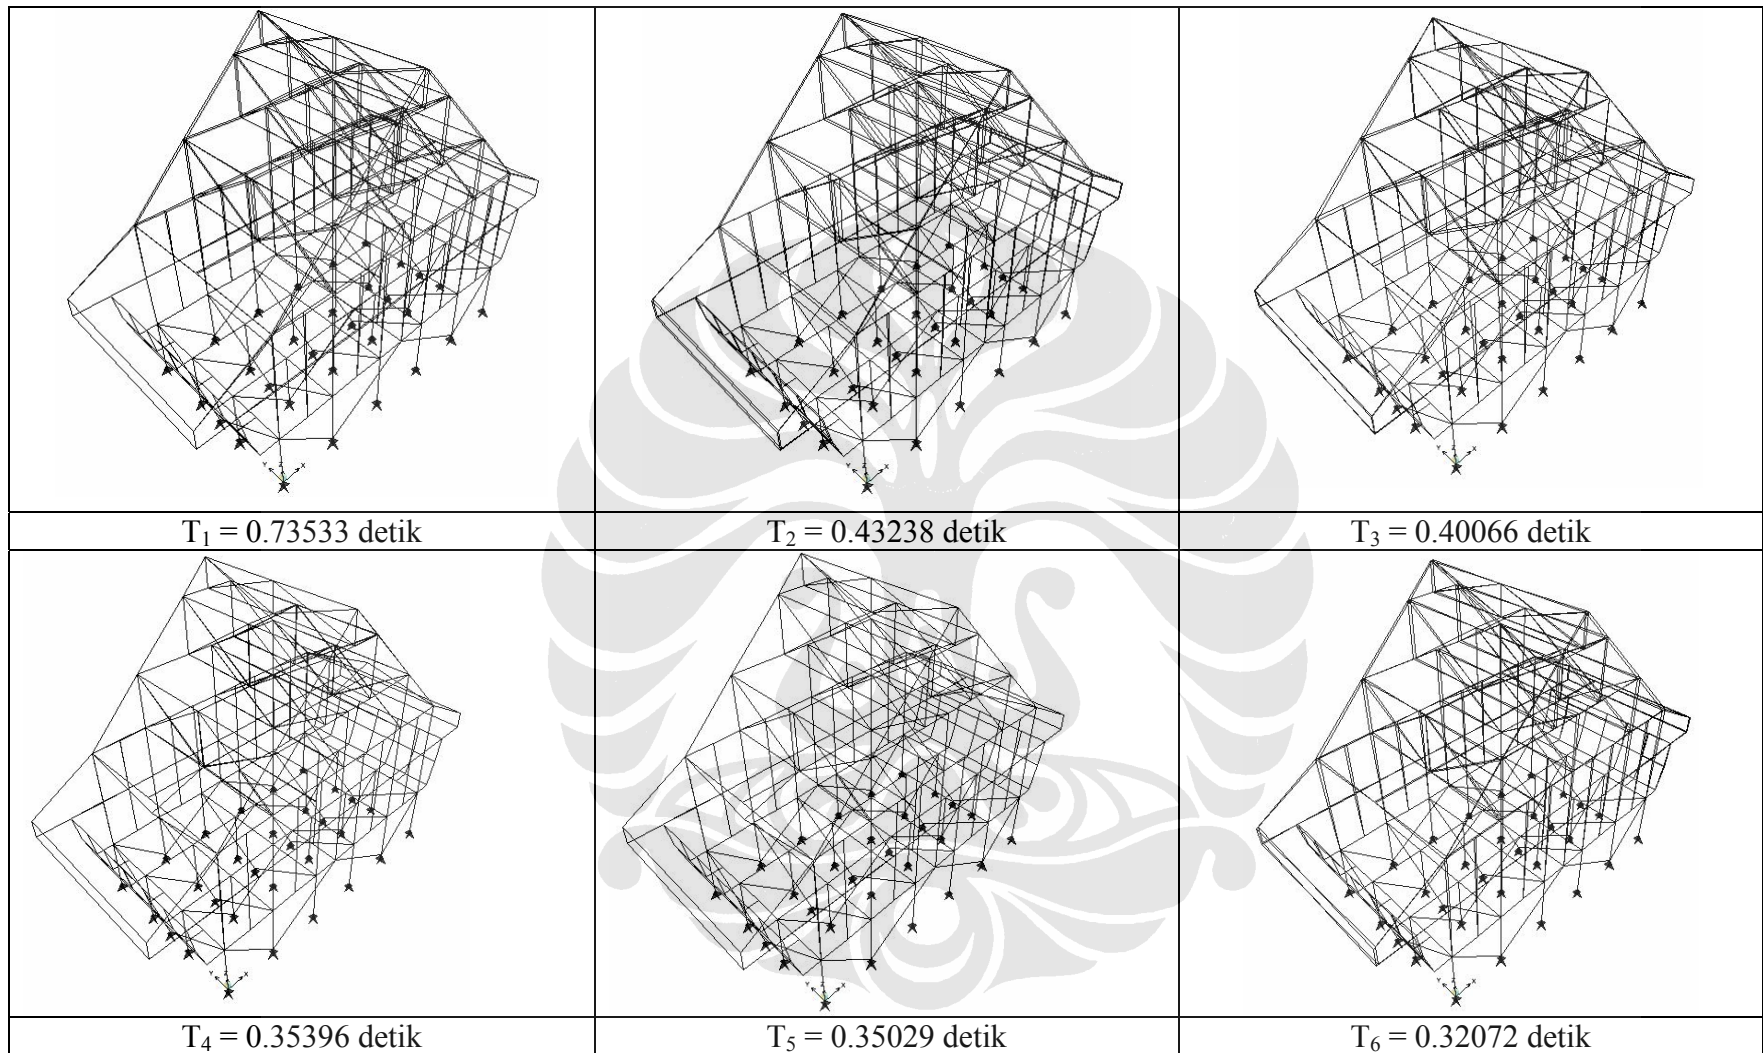 T₁ = 0.73533 detik
T₂ = 0.43238 detik
T₃ = 0.40066 detik
T₄ = 0.35396 detik
T₅ = 0.35029 detik
T₆ = 0.32072 detik